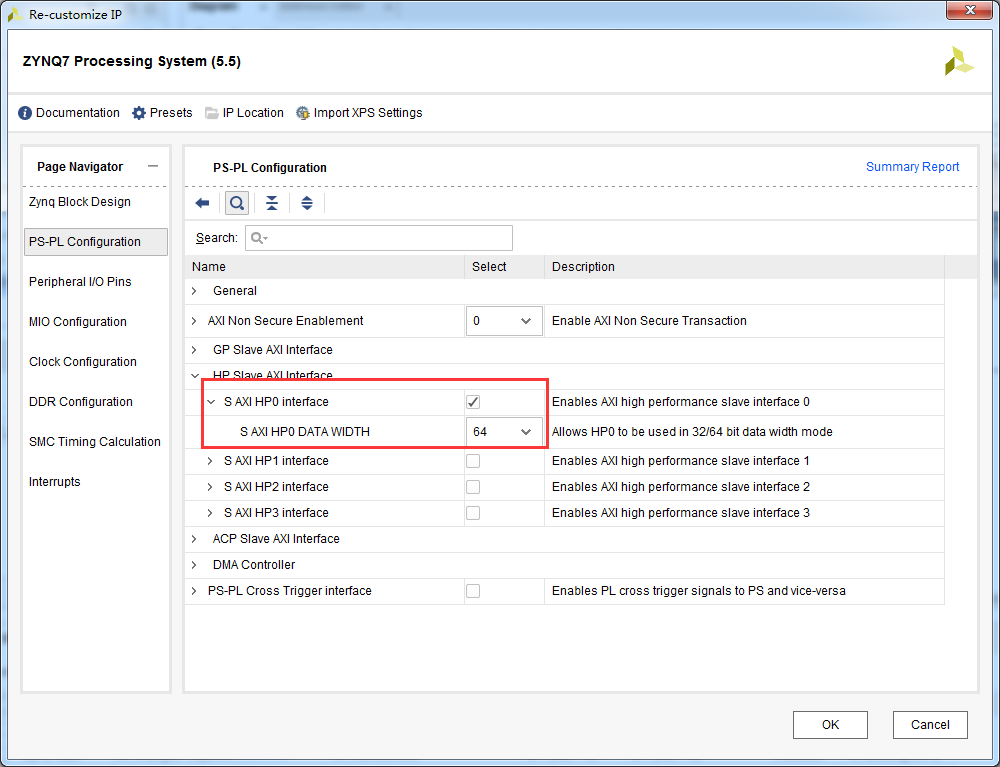 Re-customize IP
ZYNQ7 Processing System (5.5)
Documentation Presets IP Location Import XPS Settings
Page Navigator
Zynq Block Design
PS-PL Configuration
Peripheral I/O Pins
MIO Configuration
Clock Configuration
DDR Configuration
SMC Timing Calculation
Interrupts
PS-PL Configuration Summary Report
Search:
Name Select Description
General
AXI Non Secure Enablement 0 Enable AXI Non Secure Transaction
GP Slave AXI Interface
HP Slave AXI Interface
S AXI HP0 interface Enables AXI high performance slave interface 0
S AXI HP0 DATA WIDTH 64 Allows HP0 to be used in 32/64 bit data width mode
S AXI HP1 interface Enables AXI high performance slave interface 1
S AXI HP2 interface Enables AXI high performance slave interface 2
S AXI HP3 interface Enables AXI high performance slave interface 3
ACP Slave AXI Interface
DMA Controller
PS-PL Cross Trigger interface Enables PL cross trigger signals to PS and vice-versa
OK Cancel